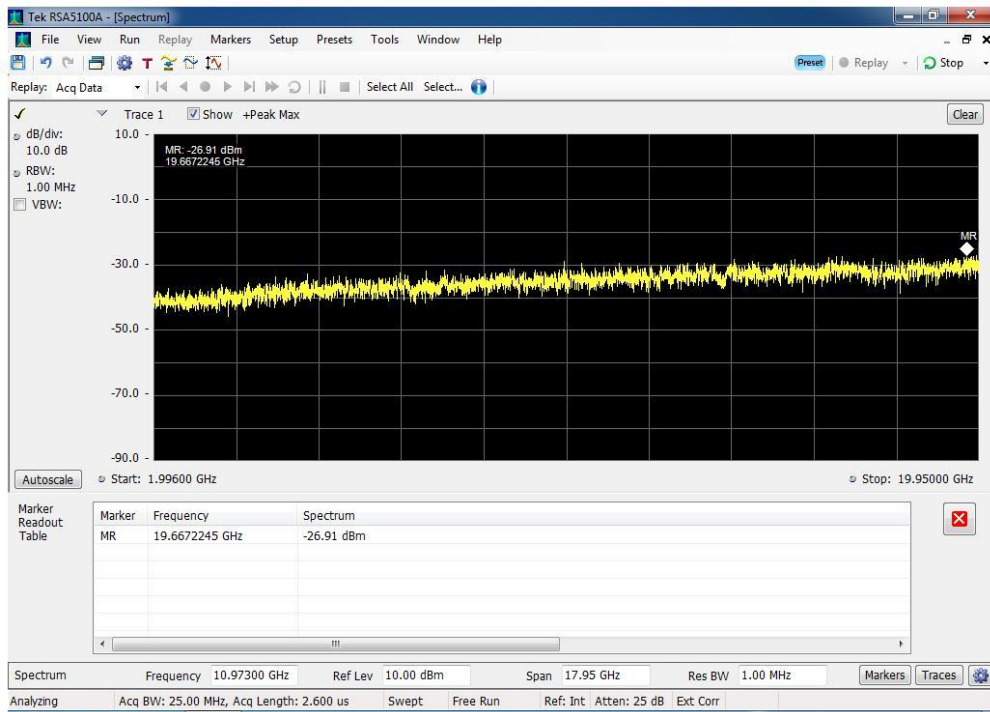 Tek RSA5100A - [Spectrum]
File View Run Replay Markers Setup Presets Tools Window Help
Preset Replay Stop
Replay: Acq Data Select All Select...
Trace 1 Show +Peak Max Clear
dB/div:
10.0 dB
RBW:
1.00 MHz
VBW:
10.0
-10.0
-30.0
-50.0
-70.0
-90.0
MR: -26.91 dBm
19.6672245 GHz
MR
Autoscale Start: 1.99600 GHz Stop: 19.95000 GHz
Marker
Readout
Table
Marker Frequency Spectrum
MR 19.6672245 GHz -26.91 dBm
Spectrum Frequency 10.97300 GHz Ref Lev 10.00 dBm Span 17.95 GHz Res BW 1.00 MHz Markers Traces
Analyzing Acq BW: 25.00 MHz, Acq Length: 2.600 us Swept Free Run Ref: Int Atten: 25 dB Ext Corr